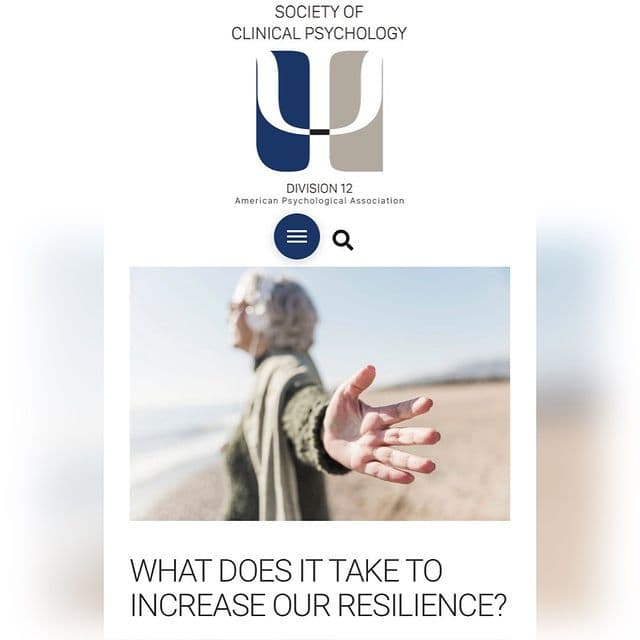 SOCIETY OF
CLINICAL PSYCHOLOGY
DIVISION 12
American Psychological Association
WHAT DOES IT TAKE TO
INCREASE OUR RESILIENCE?